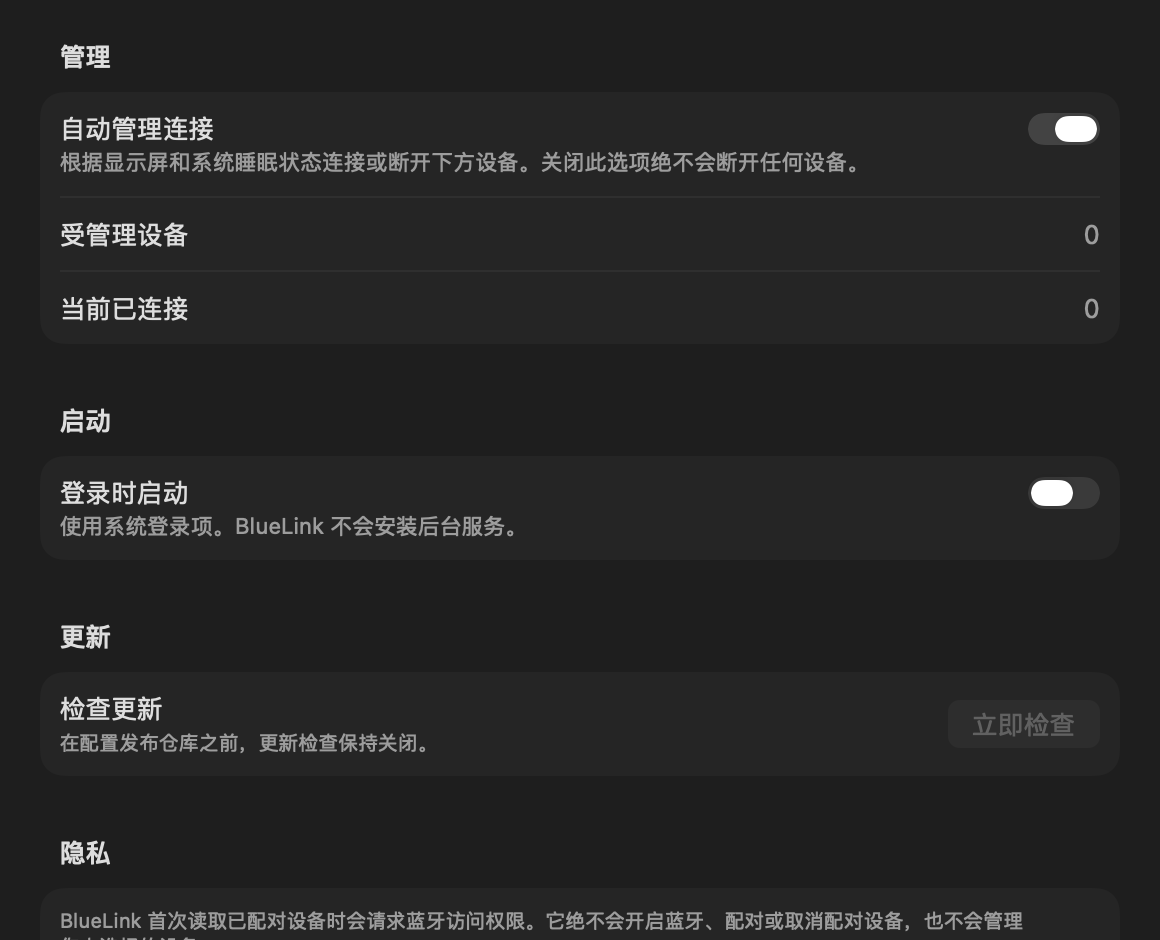 管理
自动管理连接
根据显示屏和系统睡眠状态连接或断开下方设备。关闭此选项绝不会断开任何设备。
受管理设备
0
当前已连接
0
启动
登录时启动
使用系统登录项。BlueLink 不会安装后台服务。
更新
检查更新
在配置发布仓库之前，更新检查保持关闭。
立即检查
隐私
BlueLink 首次读取已配对设备时会请求蓝牙访问权限。它绝不会开启蓝牙、配对或取消配对设备，也不会管理